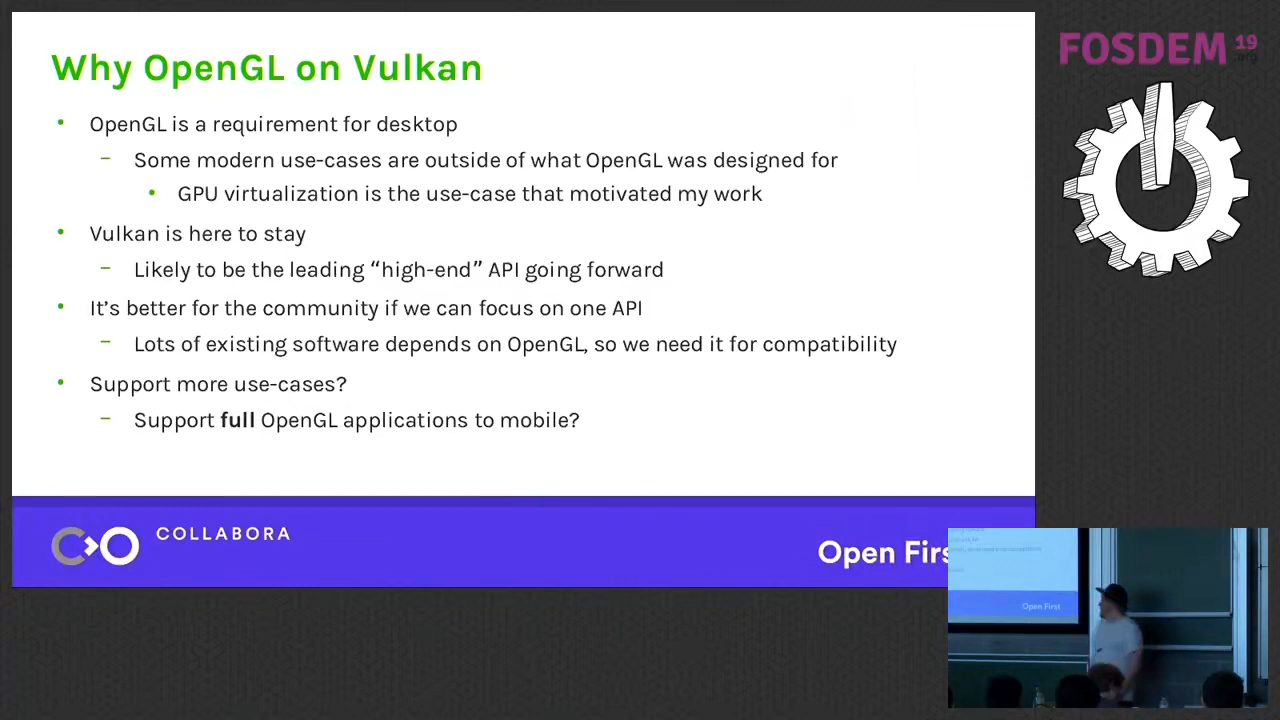 Why OpenGL on Vulkan
FOSDEM 19
.org
• OpenGL is a requirement for desktop
– Some modern use-cases are outside of what OpenGL was designed for
• GPU virtualization is the use-case that motivated my work
• Vulkan is here to stay
– Likely to be the leading “high-end” API going forward
• It’s better for the community if we can focus on one API
– Lots of existing software depends on OpenGL, so we need it for compatibility
• Support more use-cases?
– Support full OpenGL applications to mobile?
COLLABORA
Open Firs
Open First